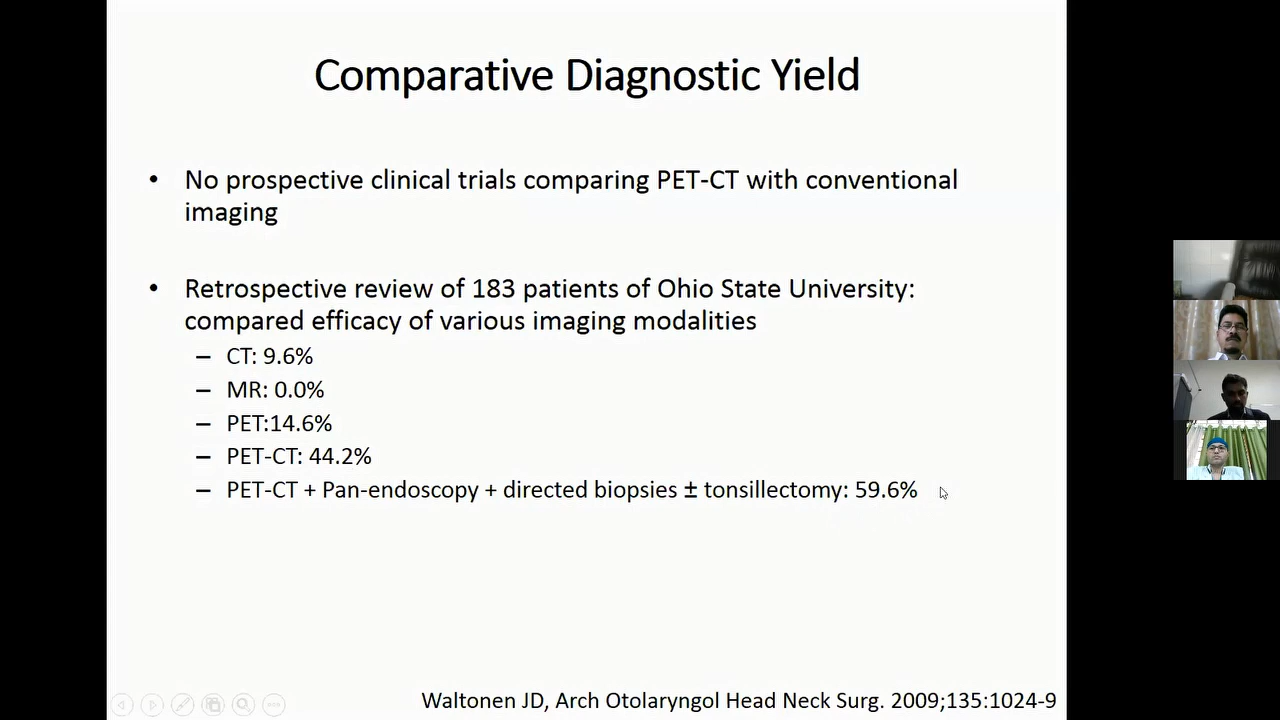 Comparative Diagnostic Yield
• No prospective clinical trials comparing PET-CT with conventional
imaging
• Retrospective review of 183 patients of Ohio State University:
compared efficacy of various imaging modalities
– CT: 9.6%
– MR: 0.0%
– PET:14.6%
– PET-CT: 44.2%
– PET-CT + Pan-endoscopy + directed biopsies ± tonsillectomy: 59.6%
Waltonen JD, Arch Otolaryngol Head Neck Surg. 2009;135:1024-9